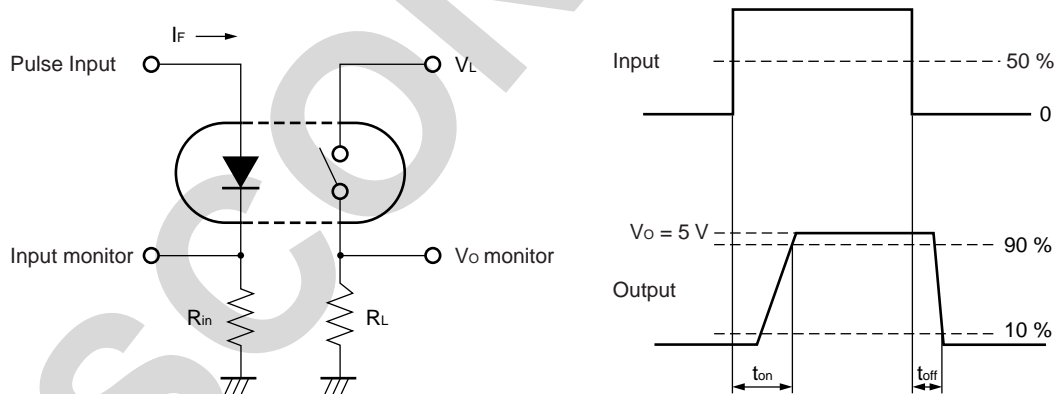 IF
Pulse Input
VL
Input monitor
VO monitor
Rin
RL
Input
50 %
0
VO = 5 V
90 %
Output
10 %
ton
toff